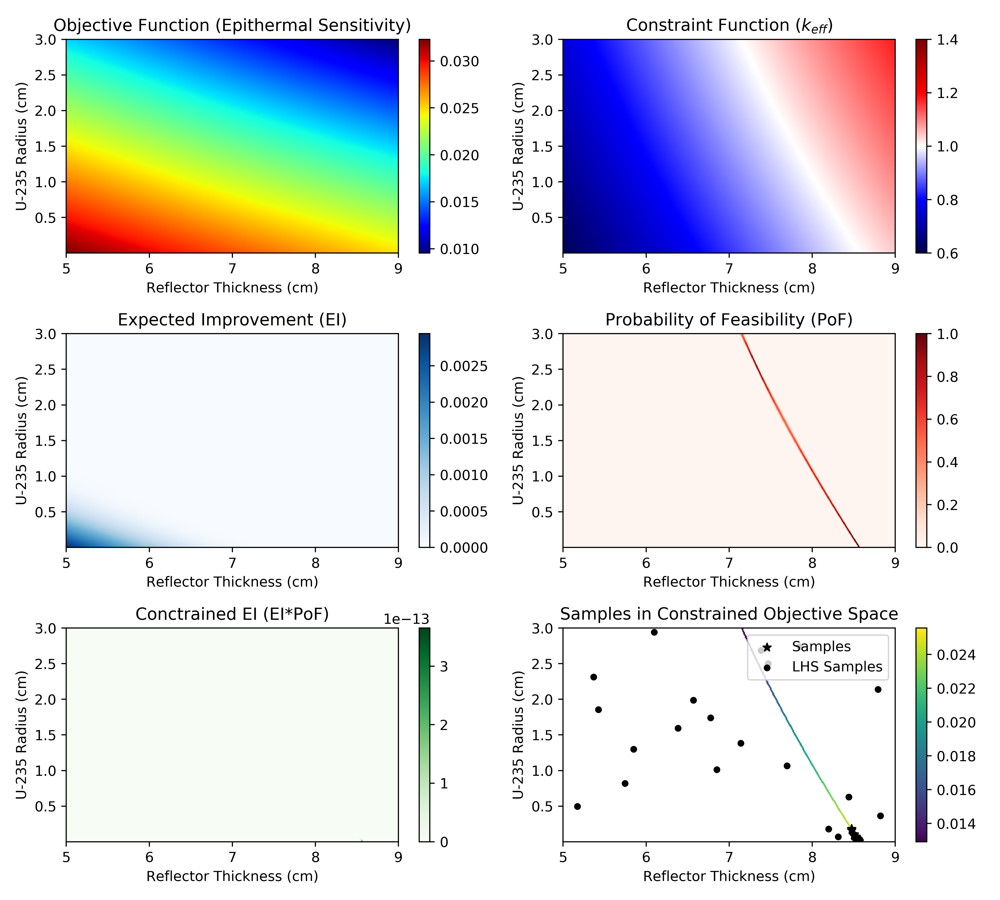 Objective Function (Epithermal Sensitivity)
3.0
2.5
2.0
1.5
1.0
0.5
U-235 Radius (cm)
5 6 7 8 9
Reflector Thickness (cm)
0.030
0.025
0.020
0.015
0.010
Constraint Function (k_eff)
3.0
2.5
2.0
1.5
1.0
0.5
U-235 Radius (cm)
5 6 7 8 9
Reflector Thickness (cm)
1.4
1.2
1.0
0.8
0.6
Expected Improvement (EI)
3.0
2.5
2.0
1.5
1.0
0.5
U-235 Radius (cm)
5 6 7 8 9
Reflector Thickness (cm)
0.0025
0.0020
0.0015
0.0010
0.0005
0.0000
Probability of Feasibility (PoF)
3.0
2.5
2.0
1.5
1.0
0.5
U-235 Radius (cm)
5 6 7 8 9
Reflector Thickness (cm)
1.0
0.8
0.6
0.4
0.2
0.0
Conctrained EI (EI*PoF)
3.0
2.5
2.0
1.5
1.0
0.5
U-235 Radius (cm)
5 6 7 8 9
Reflector Thickness (cm)
1e−13
3
2
1
0
Samples in Constrained Objective Space
3.0
2.5
2.0
1.5
1.0
0.5
U-235 Radius (cm)
Samples
LHS Samples
5 6 7 8 9
Reflector Thickness (cm)
0.024
0.022
0.020
0.018
0.016
0.014